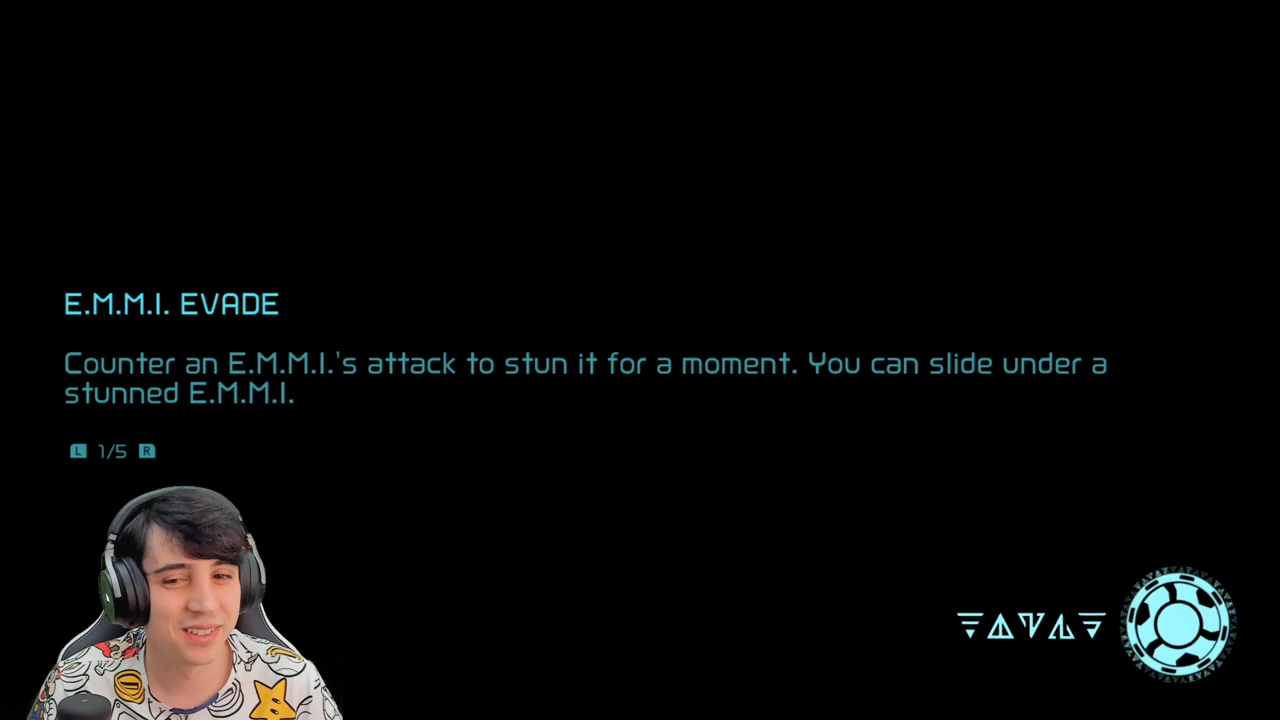 E.M.M.I. EVADE
Counter an E.M.M.I.'s attack to stun it for a moment. You can slide under a
stunned E.M.M.I.
L 1/5 R